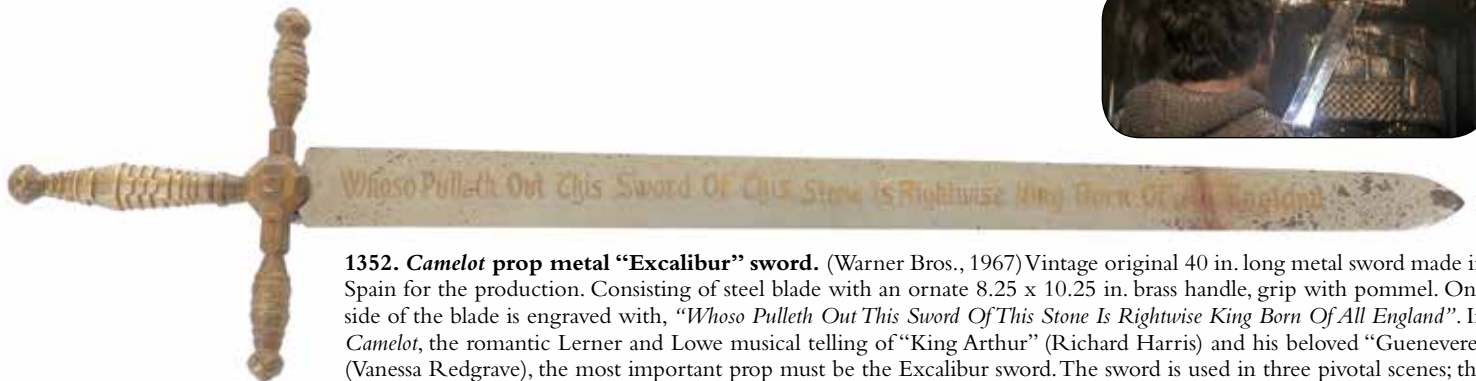 Whoso Pulleth Out This Sword Of This Stone Is Rightwise King Born Of England
1352. Camelot prop metal “Excalibur” sword. (Warner Bros., 1967) Vintage original 40 in. long metal sword made i
Spain for the production. Consisting of steel blade with an ornate 8.25 x 10.25 in. brass handle, grip with pommel. On
side of the blade is engraved with, “Whoso Pulleth Out This Sword Of This Stone Is Rightwise King Born Of All England”. I
Camelot, the romantic Lerner and Lowe musical telling of “King Arthur” (Richard Harris) and his beloved “Guenevere
(Vanessa Redgrave), the most important prop must be the Excalibur sword. The sword is used in three pivotal scenes; th